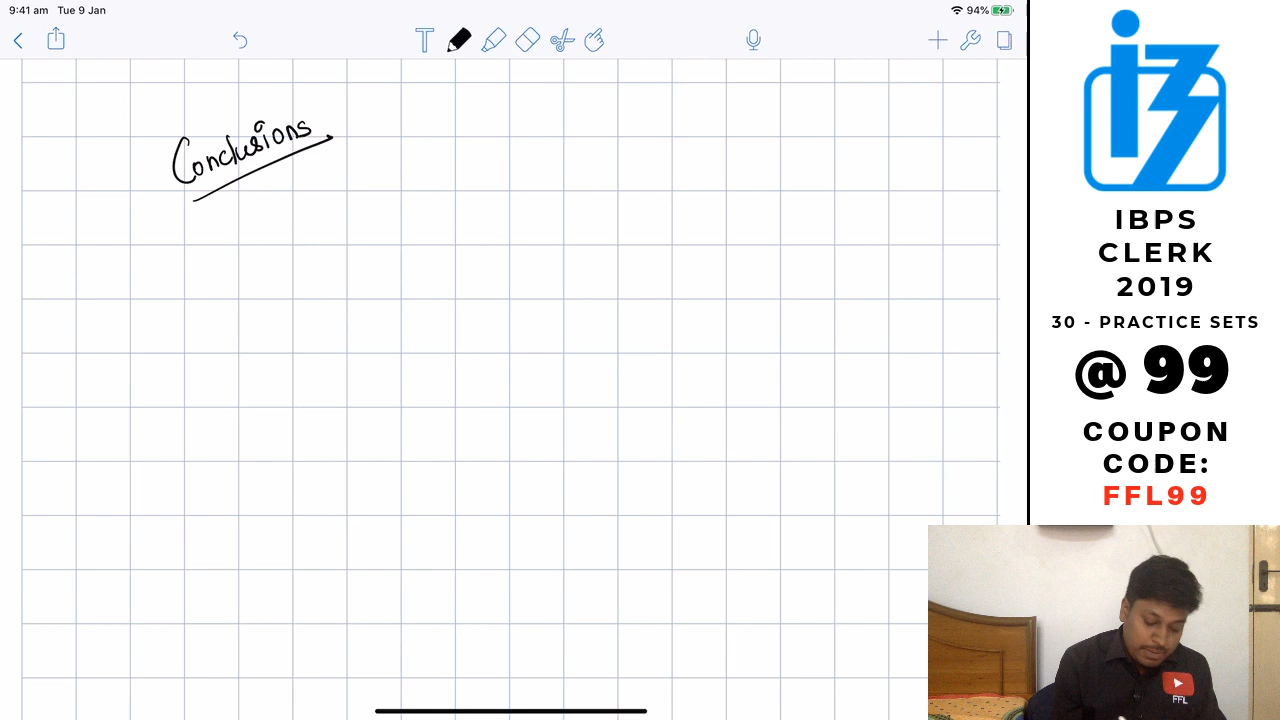 9:41 am Tue 9 Jan
94%
T
Conclusions
IBPS
CLERK
2019
30 - PRACTICE SETS
@ 99
COUPON
CODE:
FFL99
FFL